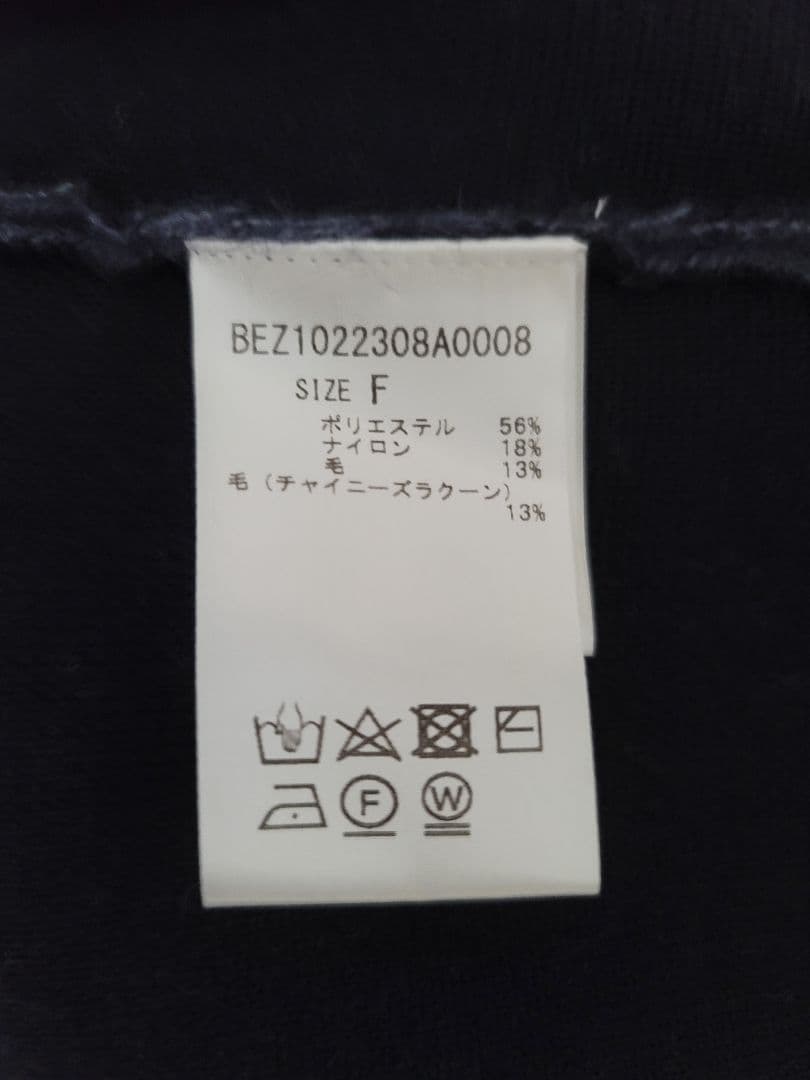 BEZ1022308A0008
SIZE F
ポリエステル 56%
ナイロン 18%
毛 13%
毛（チャイニーズラクーン）
13%
F W